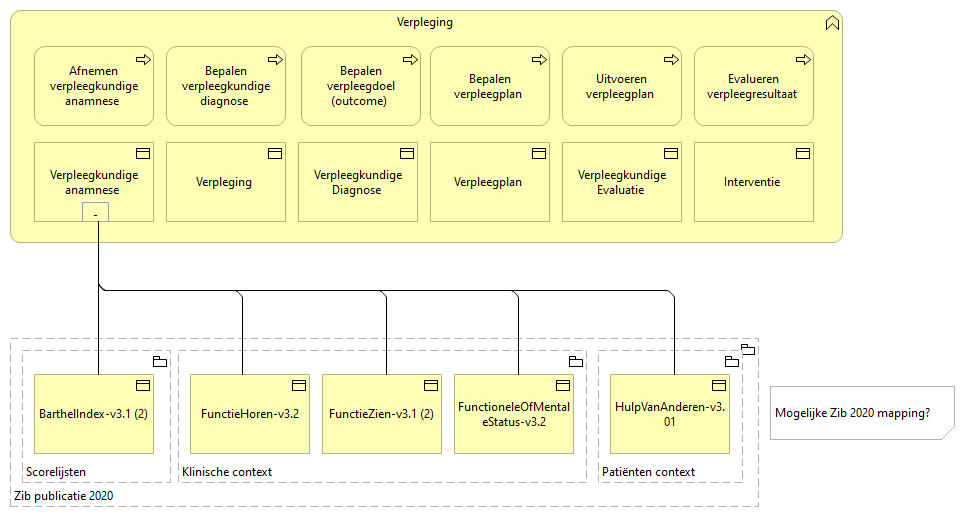 Verpleging
Afnemen
verpleegkundige
anamnese
Bepalen
verpleegkundige
diagnose
Bepalen
verpleegdoel
(outcome)
Bepalen
verpleegplan
Uitvoeren
verpleegplan
Evalueren
verpleegresultaat
Verpleegkundige
anamnese
-
Verpleging
Verpleegkundige
Diagnose
Verpleegplan
Verpleegkundige
Evaluatie
Interventie
BarthelIndex-v3.1 (2)
FunctieHoren-v3.2
FunctieZien-v3.1 (2)
FunctioneleOfMenta
leStatus-v3.2
HulpVanAnderen-v3.
01
Mogelijke Zib 2020 mapping?
Scorelijsten
Klinische context
Patiënten context
Zib publicatie 2020